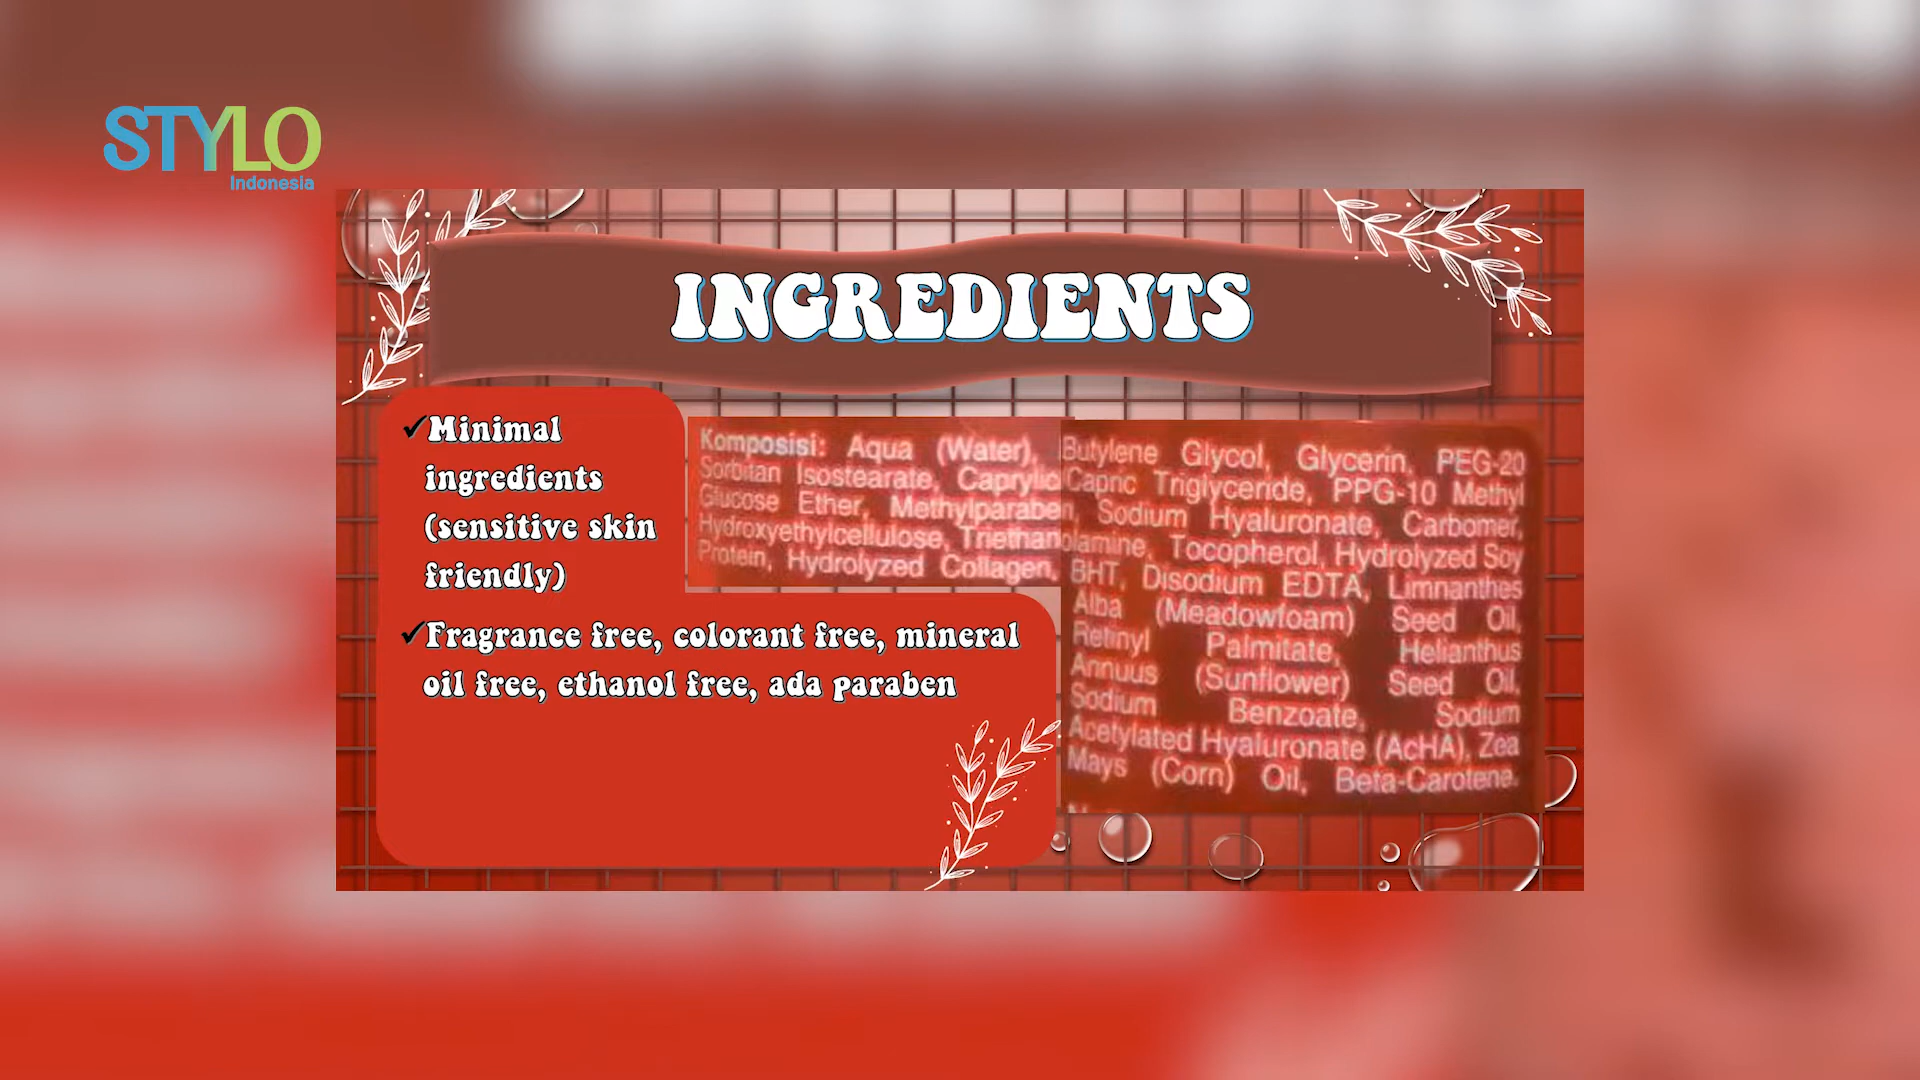 STYLO
Indonesia
INGREDIENTS
✓Minimal
ingredients
(sensitive skin
friendly)
✓Fragrance free, colorant free, mineral
oil free, ethanol free, ada paraben
Komposisi: Aqua (Water), Butylene Glycol, Glycerin, PEG-20
Sorbitan Isostearate, Caprylic/Capric Triglyceride, PPG-10 Methyl
Glucose Ether, Methylparaben, Sodium Hyaluronate, Carbomer,
Hydroxyethylcellulose, Triethanolamine, Tocopherol, Hydrolyzed Soy
Protein, Hydrolyzed Collagen, BHT, Disodium EDTA, Limnanthes
Alba (Meadowfoam) Seed Oil,
Retinyl Palmitate, Helianthus
Annuus (Sunflower) Seed Oil,
Sodium Benzoate, Sodium
Acetylated Hyaluronate (AcHA), Zea
Mays (Corn) Oil, Beta-Carotene.